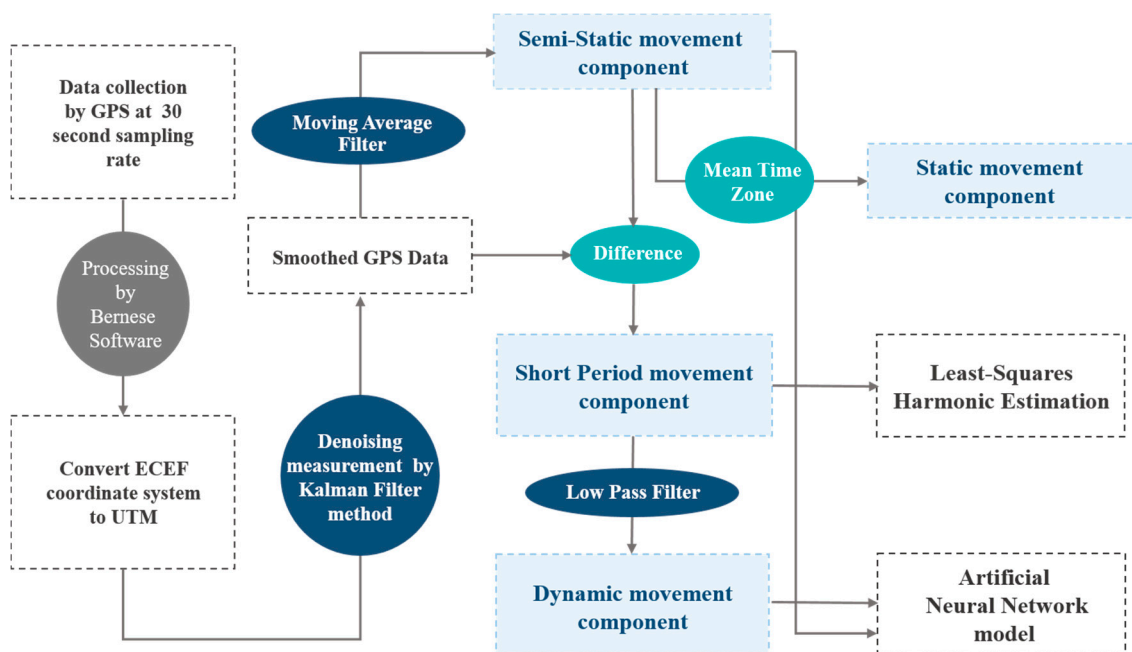 Data collection
by GPS at 30
second sampling
rate
Processing
by
Bernese
Software
Convert ECEF
coordinate system
to UTM
Denoising
measurement by
Kalman Filter
method
Smoothed GPS Data
Moving Average
Filter
Semi-Static movement
component
Mean Time
Zone
Static movement
component
Difference
Short Period movement
component
Least-Squares
Harmonic Estimation
Low Pass Filter
Dynamic movement
component
Artificial
Neural Network
model